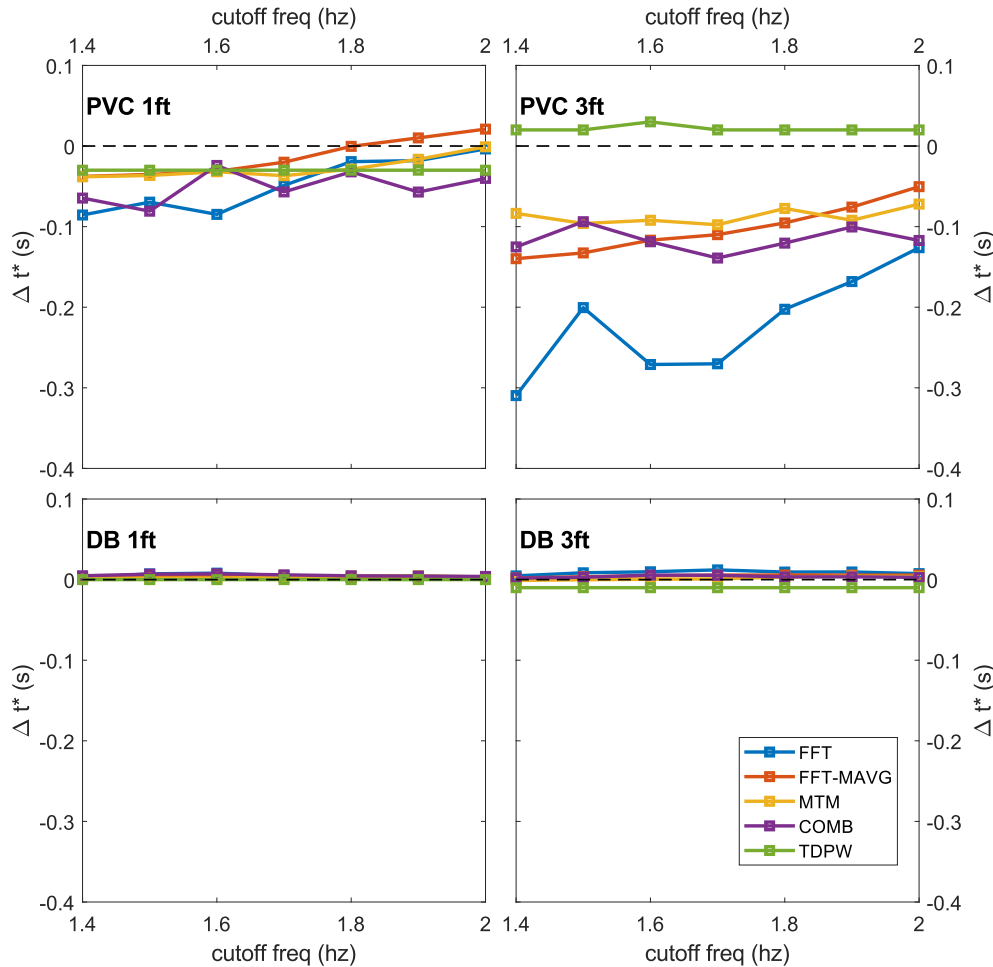 cutoff freq (hz) cutoff freq (hz)
1.4 1.6 1.8 2 1.4 1.6 1.8 2
0.1 0.1
PVC 1ft PVC 3ft
0 0
-0.1 -0.1
Δ t* (s) Δ t* (s)
-0.2 -0.2
-0.3 -0.3
-0.4 -0.4
0.1 0.1
DB 1ft DB 3ft
0 0
-0.1 -0.1
Δ t* (s) Δ t* (s)
-0.2 -0.2
FFT
FFT-MAVG
MTM
-0.3 -0.3
COMB
TDPW
-0.4 -0.4
1.4 1.6 1.8 2 1.4 1.6 1.8 2
cutoff freq (hz) cutoff freq (hz)